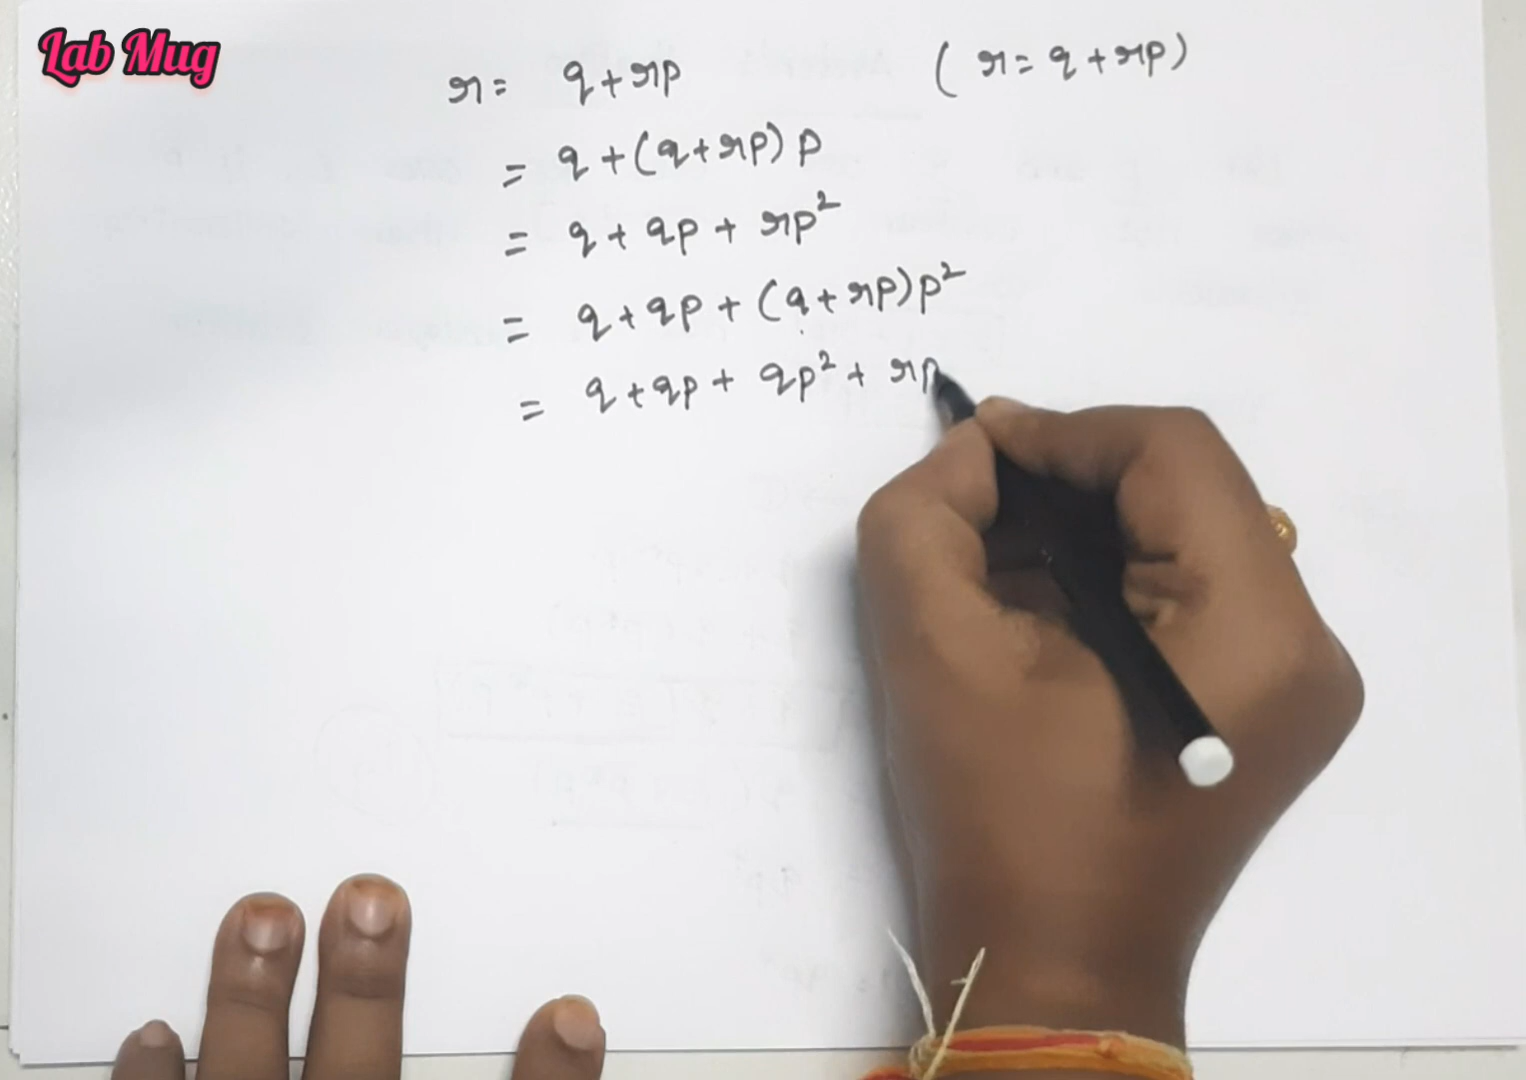 Lab Mug
r = q + rp ( r = q + rp )
= q + (q + rp) p
= q + qp + rp²
= q + qp + (q + rp) p²
= q + qp + qp² + rp